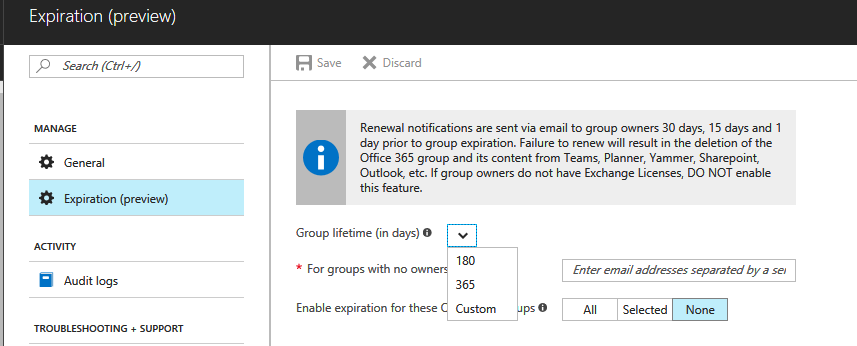 Expiration (preview)
Search (Ctrl+/)
MANAGE
General
Expiration (preview)
ACTIVITY
Audit logs
TROUBLESHOOTING + SUPPORT
Save Discard
Renewal notifications are sent via email to group owners 30 days, 15 days and 1
day prior to group expiration. Failure to renew will result in the deletion of the
Office 365 group and its content from Teams, Planner, Yammer, Sharepoint,
Outlook, etc. If group owners do not have Exchange Licenses, DO NOT enable
this feature.
Group lifetime (in days)
180
365
Custom
* For groups with no owners
Enter email addresses separated by a
Enable expiration for these
All Selected None